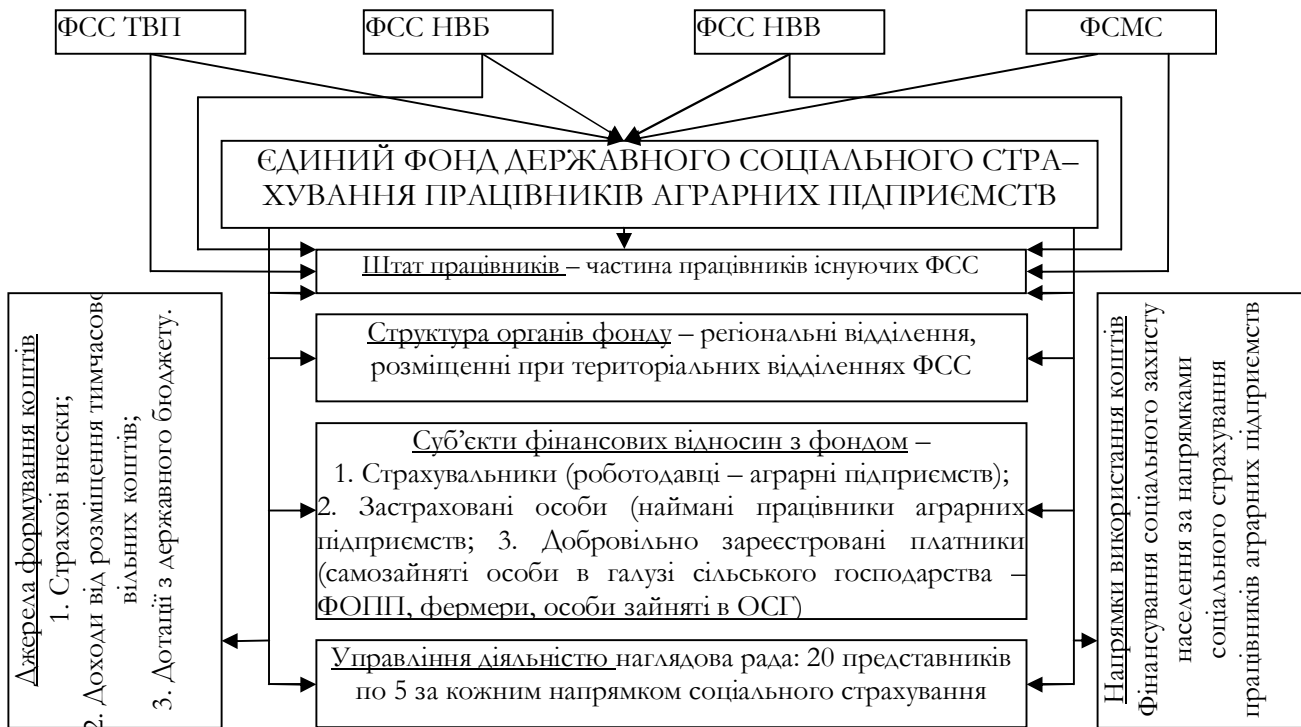 ФСС ТВП
ФСС НВБ
ФСС НВВ
ФСМС
ЄДИНИЙ ФОНД ДЕРЖАВНОГО СОЦІАЛЬНОГО СТРА–
ХУВАННЯ ПРАЦІВНИКІВ АГРАРНИХ ПІДПРИЄМСТВ
Штат працівників – частина працівників існуючих ФСС
Структура органів фонду – регіональні відділення,
розміщенні при територіальних відділеннях ФСС
Суб’єкти фінансових відносин з фондом –
1. Страхувальники (роботодавці – аграрні підприємств);
2. Застраховані особи (наймані працівники аграрних
підприємств; 3. Добровільно зареєстровані платники
(самозайняті особи в галузі сільського господарства –
ФОПП, фермери, особи зайняті в ОСГ)
Управління діяльністю наглядова рада: 20 представників
по 5 за кожним напрямком соціального страхування
Джерела формування коштів
1. Страхові внески;
2. Доходи від розміщення тимчасово
вільних коштів;
3. Дотації з державного бюджету.
Напрямки використання коштів
Фінансування соціального захисту
населення за напрямками
соціального страхування
працівників аграрних підприємств